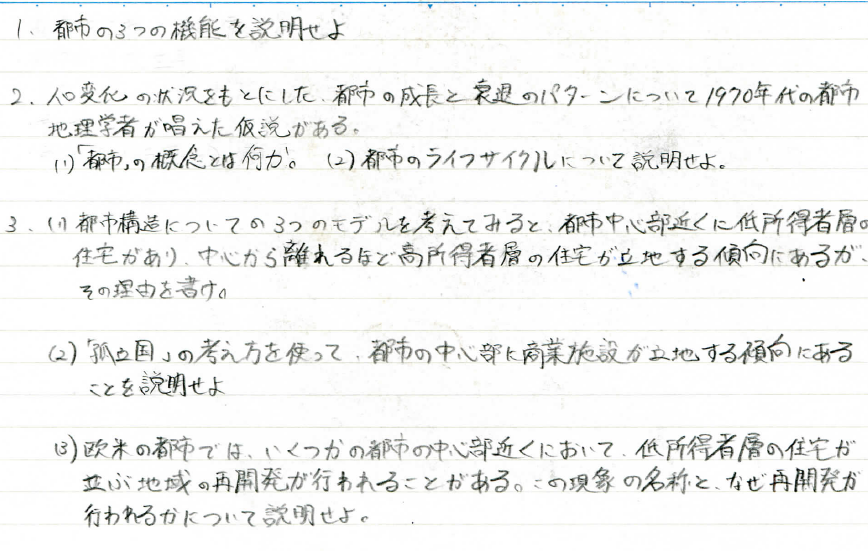 1. 都市の3つの機能を説明せよ
2. 人口変化の状況をもとにした、都市の成長と衰退のパターンについて1970年代の都市
地理学者が唱えた仮説がある。
(1)「都市」の概念とは何か。 (2) 都市のライフサイクルについて説明せよ。
3. (1) 都市構造についての3つのモデルを考えてみると、都市中心部近くに低所得者層の
住宅があり、中心から離れるほど高所得者層の住宅が立地する傾向にあるが、
その理由を書け。
(2)「孤立国」の考え方を使って、都市の中心部に商業施設が立地する傾向にある
ことを説明せよ
(3) 欧米の都市では、いくつかの都市の中心部近くにおいて、低所得者層の住宅が
並ぶ地域の再開発が行われることがある。この現象の名称と、なぜ再開発が
行われるかについて説明せよ。